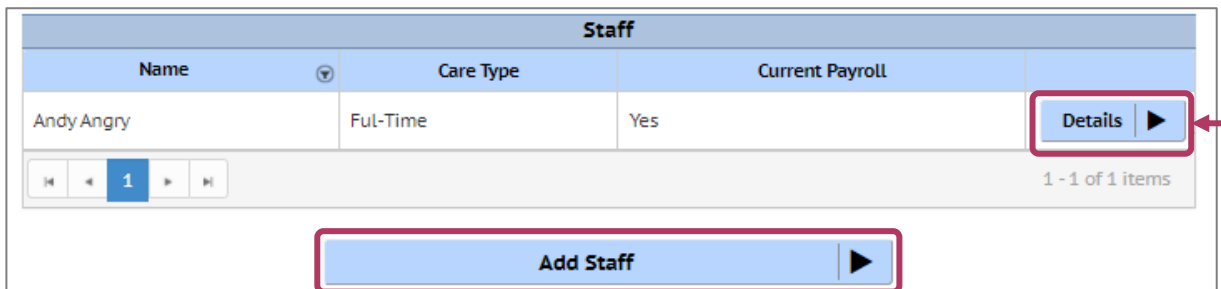 Staff
Name Care Type Current Payroll
Andy Angry Ful-Time Yes Details
1 1 - 1 of 1 items
Add Staff